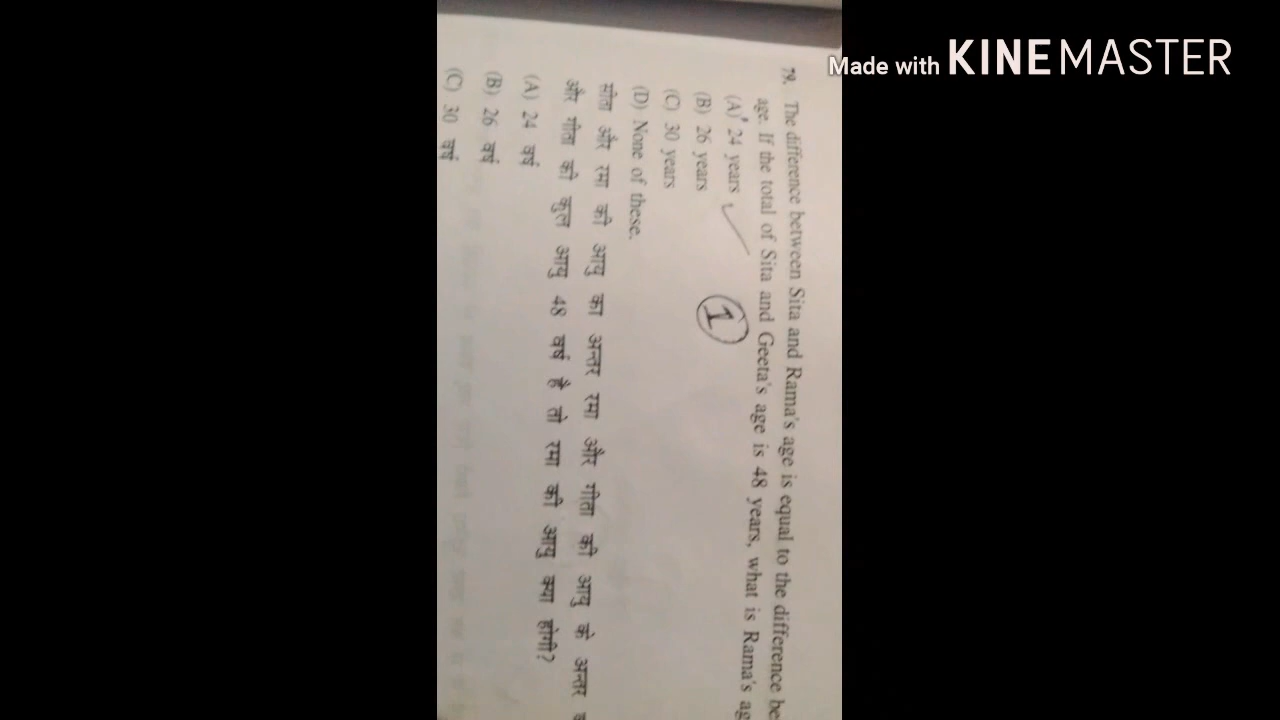 Made with KINEMASTER
79. The difference between Sita and Rama's age is equal to the difference
age. If the total of Sita and Geeta's age is 48 years, what is Rama's
(A) 24 years
(B) 26 years
(C) 30 years
(D) None of these.
सीता और रमा की आयु का अन्तर रमा और गीता की आयु के अन्तर
और गीता की कुल आयु 48 वर्ष है तो रमा की आयु क्या होगी?
(A) 24 वर्ष
(B) 26 वर्ष
(C) 30 वर्ष
1